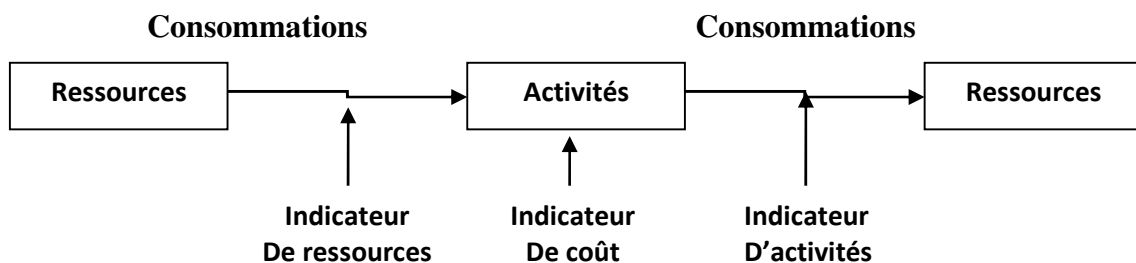 Consommations Consommations
Ressources Activités Ressources
Indicateur Indicateur Indicateur
De ressources De coût D’activités